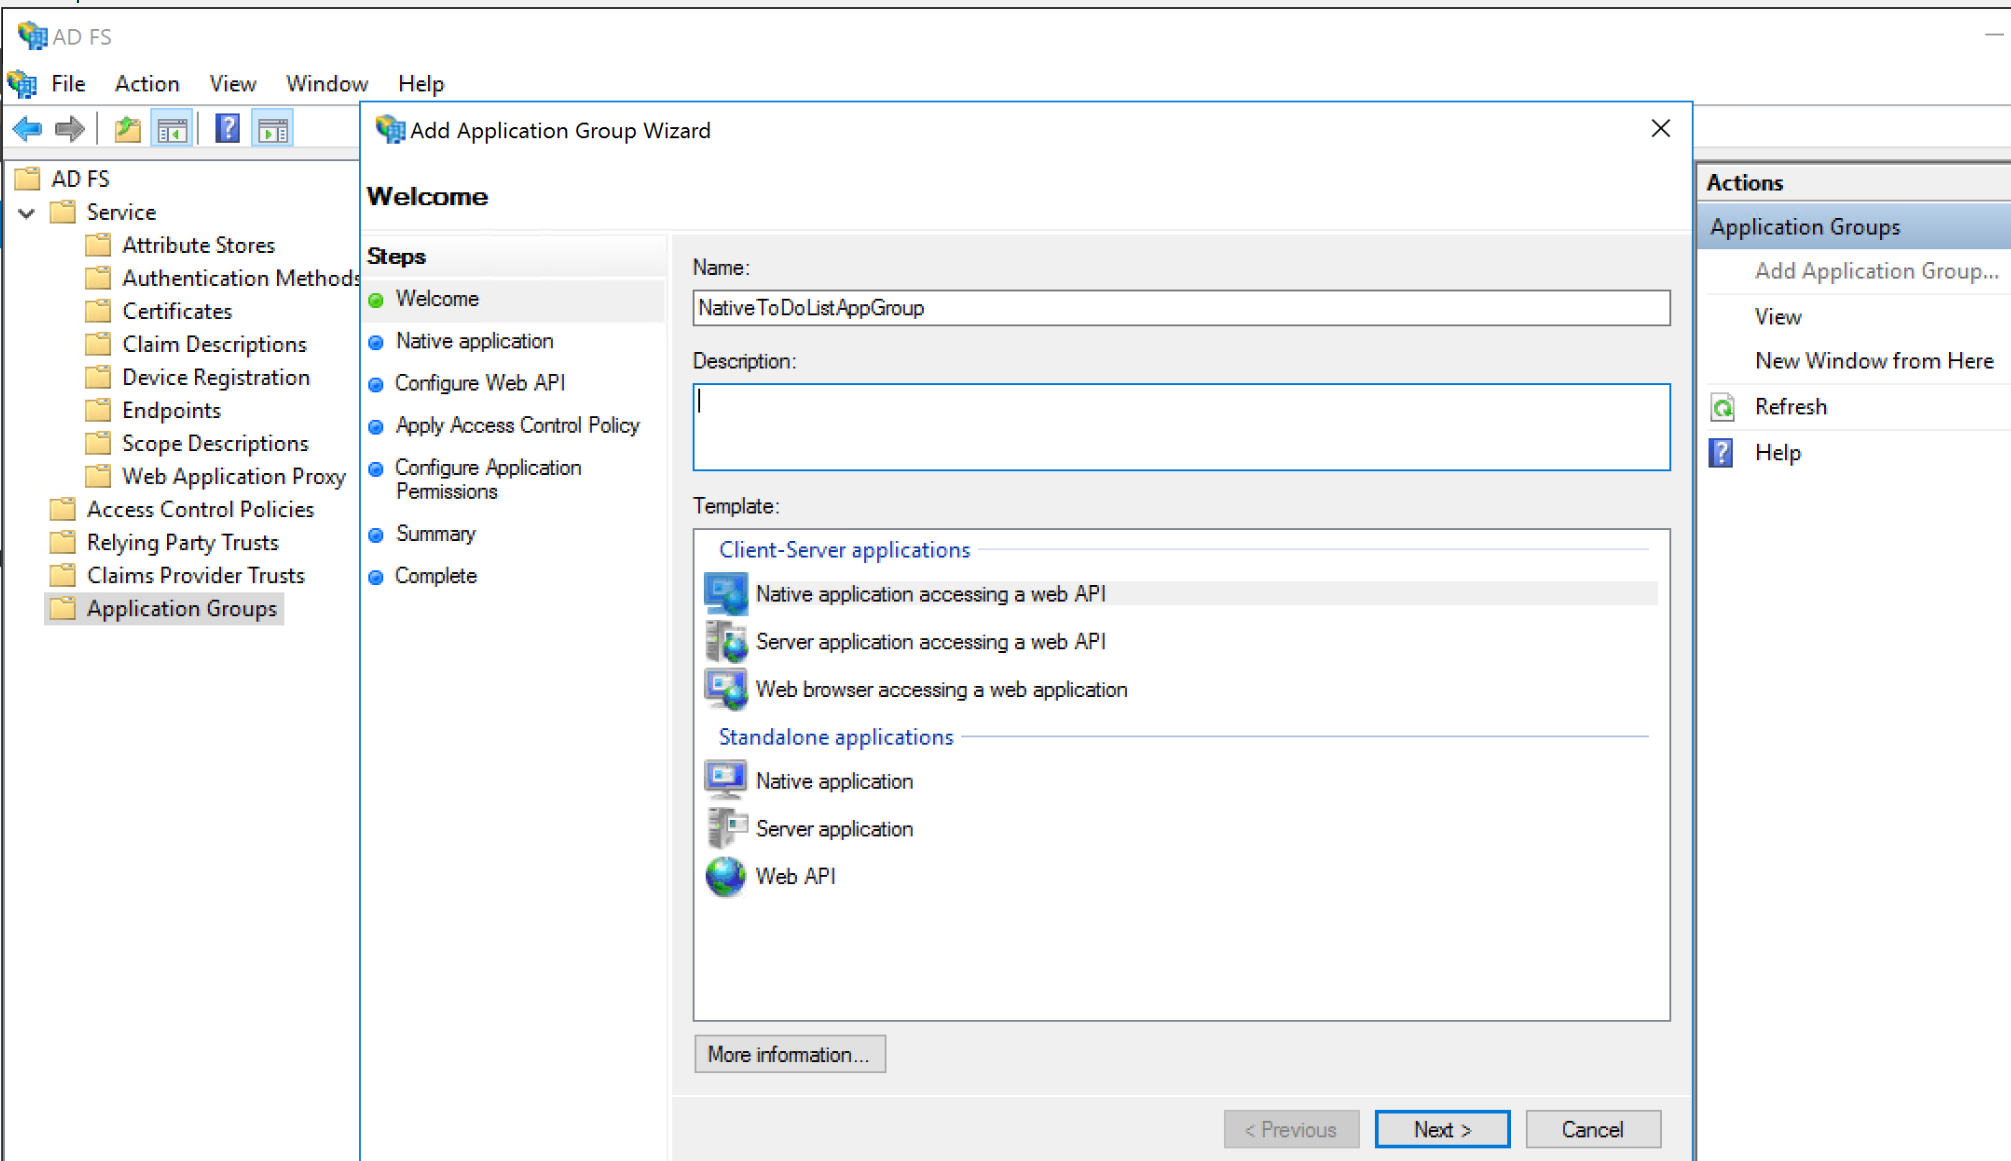 AD FS
File Action View Window Help
Add Application Group Wizard
AD FS
Service
Attribute Stores
Authentication Methods
Certificates
Claim Descriptions
Device Registration
Endpoints
Scope Descriptions
Web Application Proxy
Access Control Policies
Relying Party Trusts
Claims Provider Trusts
Application Groups
Welcome
Steps
Welcome
Native application
Configure Web API
Apply Access Control Policy
Configure Application
Permissions
Summary
Complete
Name:
NativeToDoListAppGroup
Description:
Template:
Client-Server applications
Native application accessing a web API
Server application accessing a web API
Web browser accessing a web application
Standalone applications
Native application
Server application
Web API
More information...
< Previous
Next >
Cancel
Actions
Application Groups
Add Application Group...
View
New Window from Here
Refresh
Help